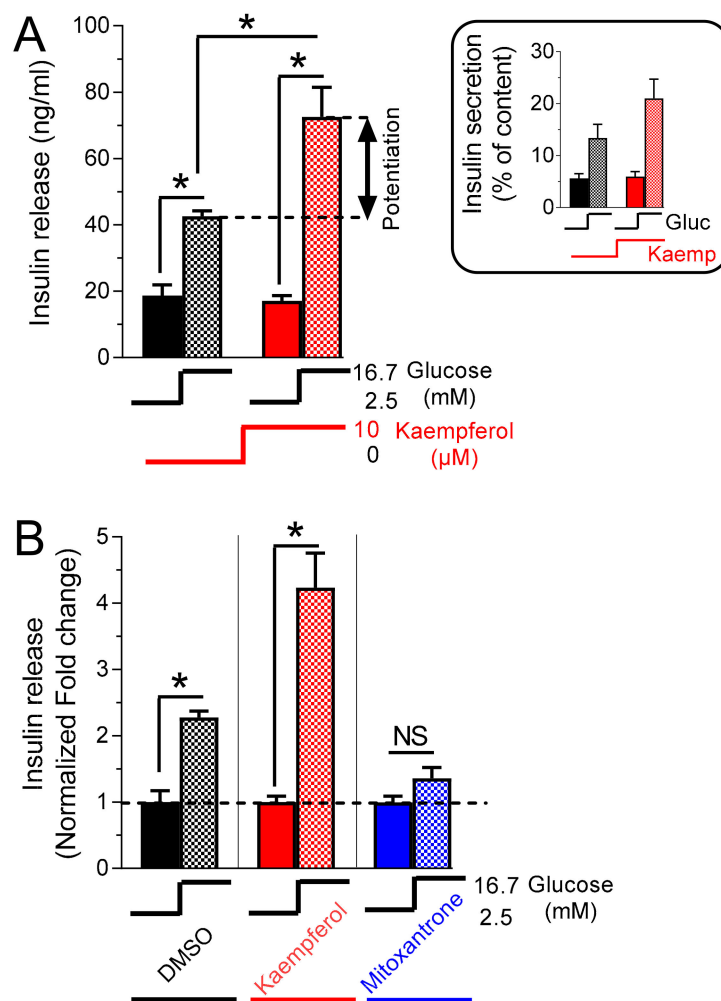 A
Insulin release (ng/ml)
100
80
60
40
20
0
*
*
*
Potentiation
16.7 Glucose
2.5 (mM)
10 Kaempferol
0 (µM)
Insulin secretion
(% of content)
30
20
10
0
Gluc
Kaemp
B
Insulin release
(Normalized Fold change)
5
4
3
2
1
0
*
*
NS
16.7 Glucose
2.5 (mM)
DMSO
Kaempferol
Mitoxantrone